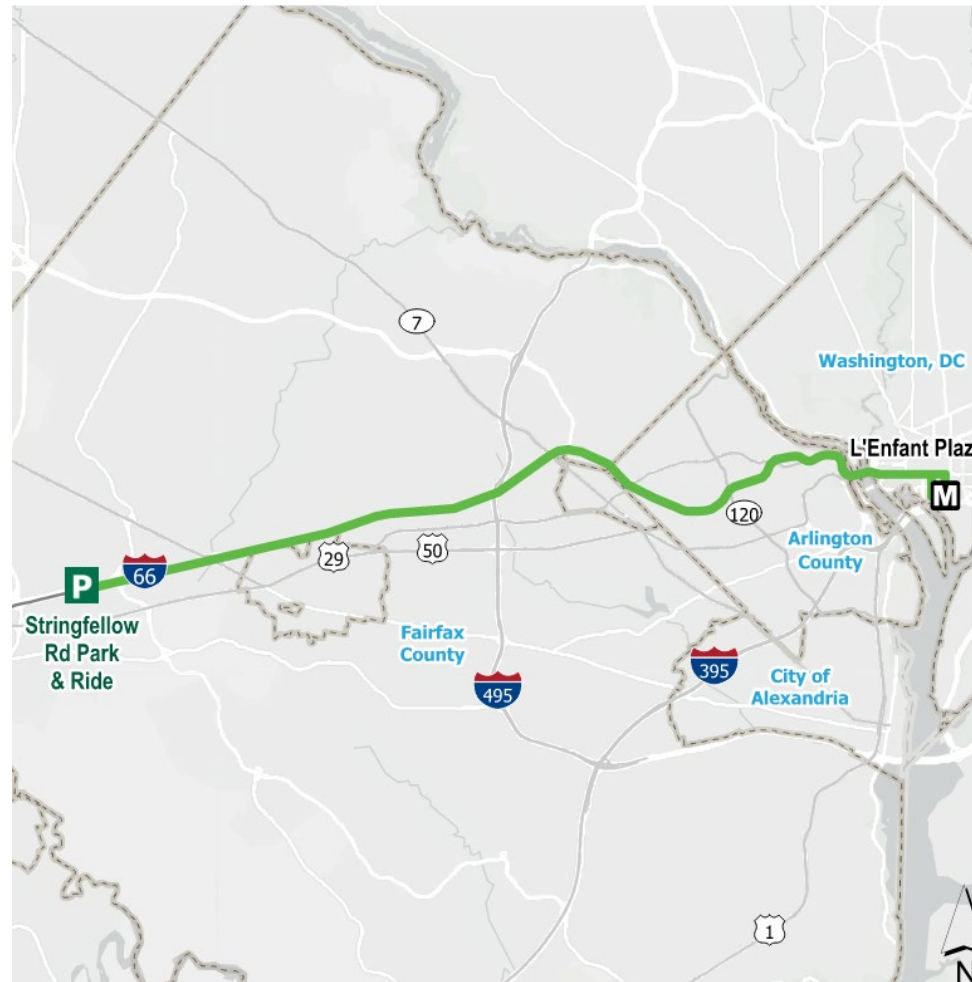 7
Washington, DC
L'Enfant Plaz
M
120
50
29
Arlington
County
66
P
Stringfellow
Rd Park
& Ride
Fairfax
County
395
City of
Alexandria
495
1
N